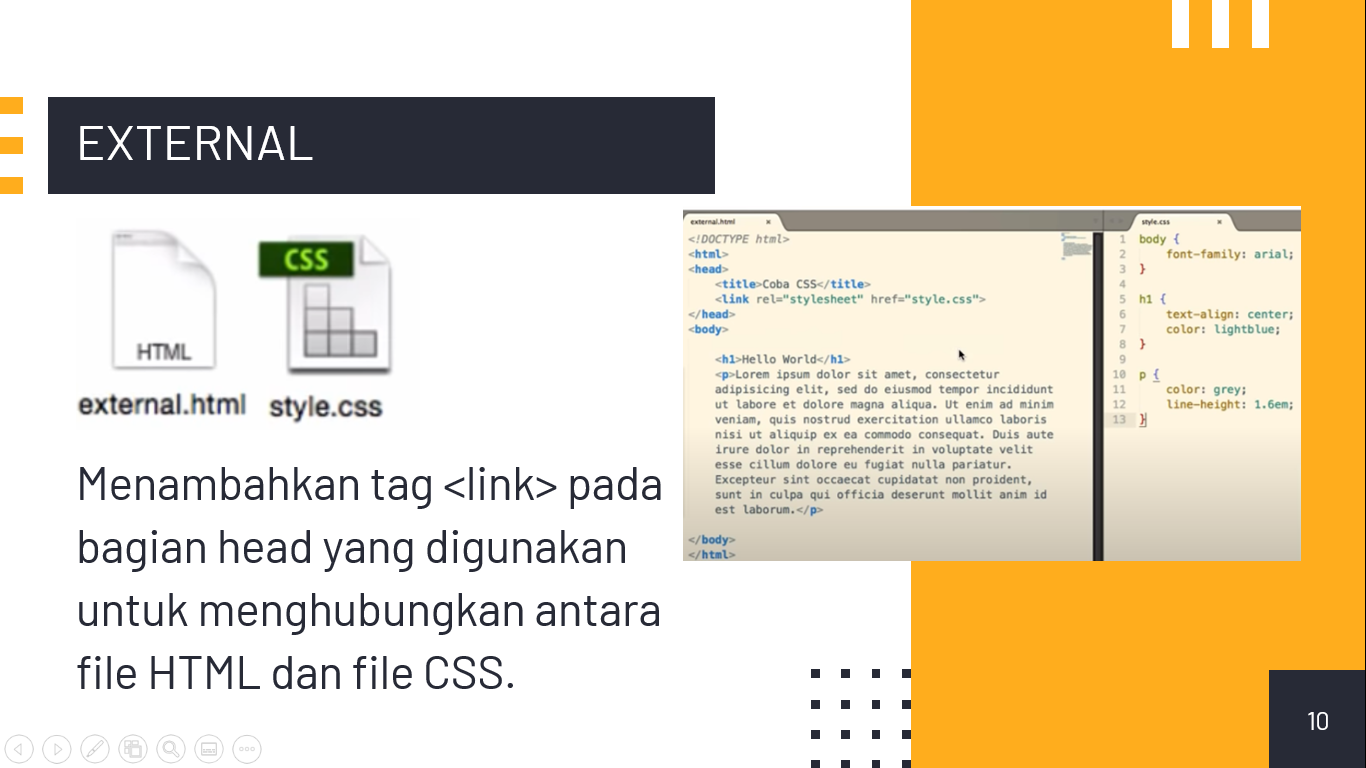 EXTERNAL
HTML
CSS
external.html
style.css
Menambahkan tag <link> pada
bagian head yang digunakan
untuk menghubungkan antara
file HTML dan file CSS.
external.html ×
<!DOCTYPE html>
<html>
<head>
<title>Coba CSS</title>
<link rel="stylesheet" href="style.css">
</head>
<body>
<h1>Hello World</h1>
<p>Lorem ipsum dolor sit amet, consectetur
adipisicing elit, sed do eiusmod tempor incididunt
ut labore et dolore magna aliqua. Ut enim ad minim
veniam, quis nostrud exercitation ullamco laboris
nisi ut aliquip ex ea commodo consequat. Duis aute
irure dolor in reprehenderit in voluptate velit
esse cillum dolore eu fugiat nulla pariatur.
Excepteur sint occaecat cupidatat non proident,
sunt in culpa qui officia deserunt mollit anim id
est laborum.</p>
</body>
</html>
style.css ×
1 body {
2 font-family: arial;
3 }
4
5 h1 {
6 text-align: center;
7 color: lightblue;
8 }
9
10 p {
11 color: grey;
12 line-height: 1.6em;
13 }
10